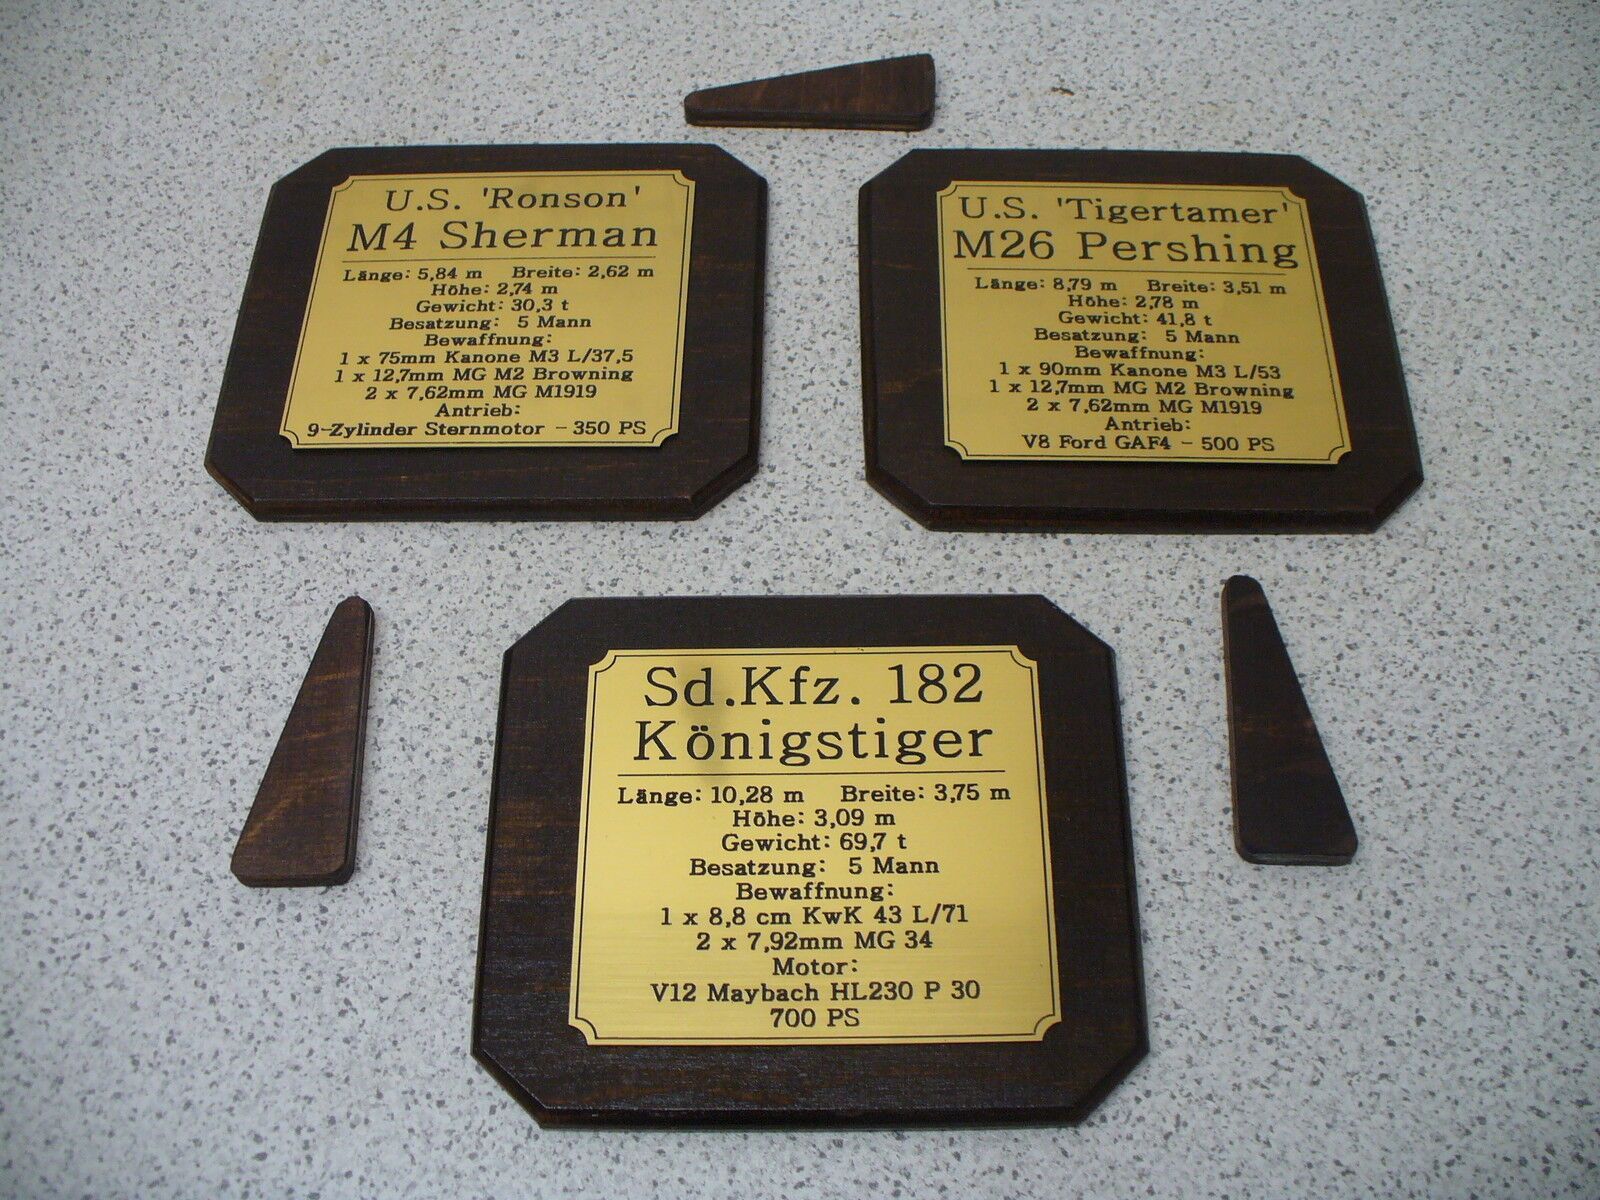 U.S. 'Ronson'
M4 Sherman
Länge: 5,84 m Breite: 2,62 m
Höhe: 2,74 m
Gewicht: 30,3 t
Besatzung: 5 Mann
Bewaffnung:
1 x 75mm Kanone M3 L/37,5
1 x 12,7mm MG M2 Browning
2 x 7,62mm MG M1919
Antrieb:
9-Zylinder Sternmotor - 350 PS
U.S. 'Tigertamer'
M26 Pershing
Länge: 8,79 m Breite: 3,51 m
Höhe: 2,78 m
Gewicht: 41,8 t
Besatzung: 5 Mann
Bewaffnung:
1 x 90mm Kanone M3 L/53
1 x 12,7mm MG M2 Browning
2 x 7,62mm MG M1919
Antrieb:
V8 Ford GAF4 - 500 PS
Sd.Kfz. 182
Königstiger
Länge: 10,28 m Breite: 3,75 m
Höhe: 3,09 m
Gewicht: 69,7 t
Besatzung: 5 Mann
Bewaffnung:
1 x 8,8 cm KwK 43 L/71
2 x 7,92mm MG 34
Motor:
V12 Maybach HL230 P 30
700 PS